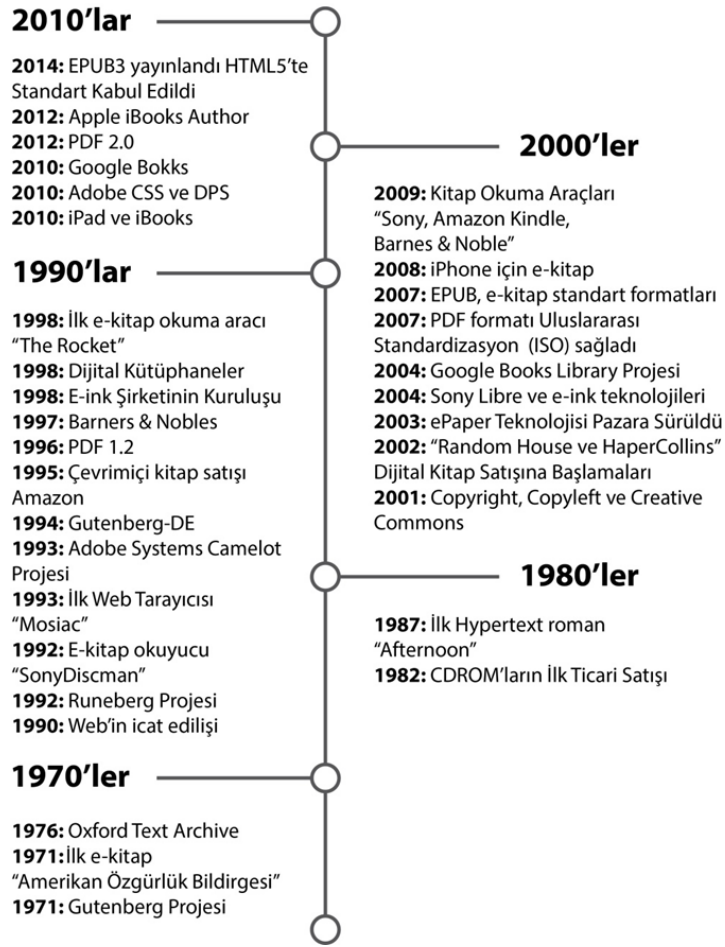 2010’lar
2014: EPUB3 yayınlandı HTML5’te
Standart Kabul Edildi
2012: Apple iBooks Author
2012: PDF 2.0
2010: Google Bokks
2010: Adobe CSS ve DPS
2010: iPad ve iBooks
2000’ler
2009: Kitap Okuma Araçları
“Sony, Amazon Kindle,
Barnes & Noble”
2008: iPhone için e-kitap
2007: EPUB, e-kitap standart formatları
2007: PDF formatı Uluslararası
Standardizasyon (ISO) sağladı
2004: Google Books Library Projesi
2004: Sony Libre ve e-ink teknolojileri
2003: ePaper Teknolojisi Pazara Sürüldü
2002: “Random House ve HaperCollins”
Dijital Kitap Satışına Başlamaları
2001: Copyright, Copyleft ve Creative
Commons
1990’lar
1998: İlk e-kitap okuma aracı
“The Rocket”
1998: Dijital Kütüphaneler
1998: E-ink Şirketinin Kuruluşu
1997: Barners & Nobles
1996: PDF 1.2
1995: Çevrimiçi kitap satışı
Amazon
1994: Gutenberg-DE
1993: Adobe Systems Camelot
Projesi
1993: İlk Web Tarayıcısı
“Mosiac”
1992: E-kitap okuyucu
“SonyDiscman”
1992: Runeberg Projesi
1990: Web’in icat edilişi
1980’ler
1987: İlk Hypertext roman
“Afternoon”
1982: CDROM’ların İlk Ticari Satışı
1970’ler
1976: Oxford Text Archive
1971:İlk e-kitap
“Amerikan Özgürlük Bildirgesi”
1971: Gutenberg Projesi